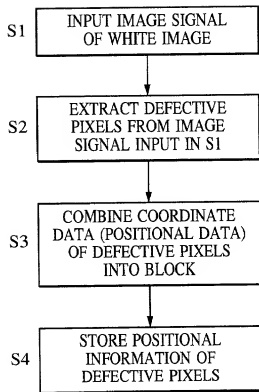 S1
INPUT IMAGE SIGNAL
OF WHITE IMAGE
S2
EXTRACT DEFECTIVE
PIXELS FROM IMAGE
SIGNAL INPUT IN S1
S3
COMBINE COORDINATE
DATA (POSITIONAL DATA)
OF DEFECTIVE PIXELS
INTO BLOCK
S4
STORE POSITIONAL
INFORMATION OF
DEFECTIVE PIXELS